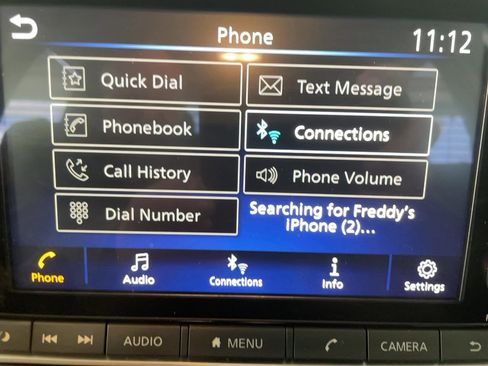 Phone
11:12
Quick Dial
Text Message
Phonebook
Connections
Call History
Phone Volume
Dial Number
Searching for Freddy's
iPhone (2)...
Phone
Audio
Connections
Info
Settings
AUDIO
MENU
CAMERA